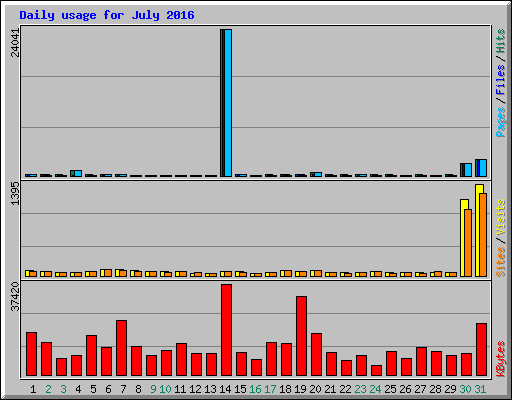 Daily usage for July 2016
24041
Pages / Files / Hits
1395
Sites / Visits
37420
KBytes
1 2 3 4 5 6 7 8 9 10 11 12 13 14 15 16 17 18 19 20 21 22 23 24 25 26 27 28 29 30 31